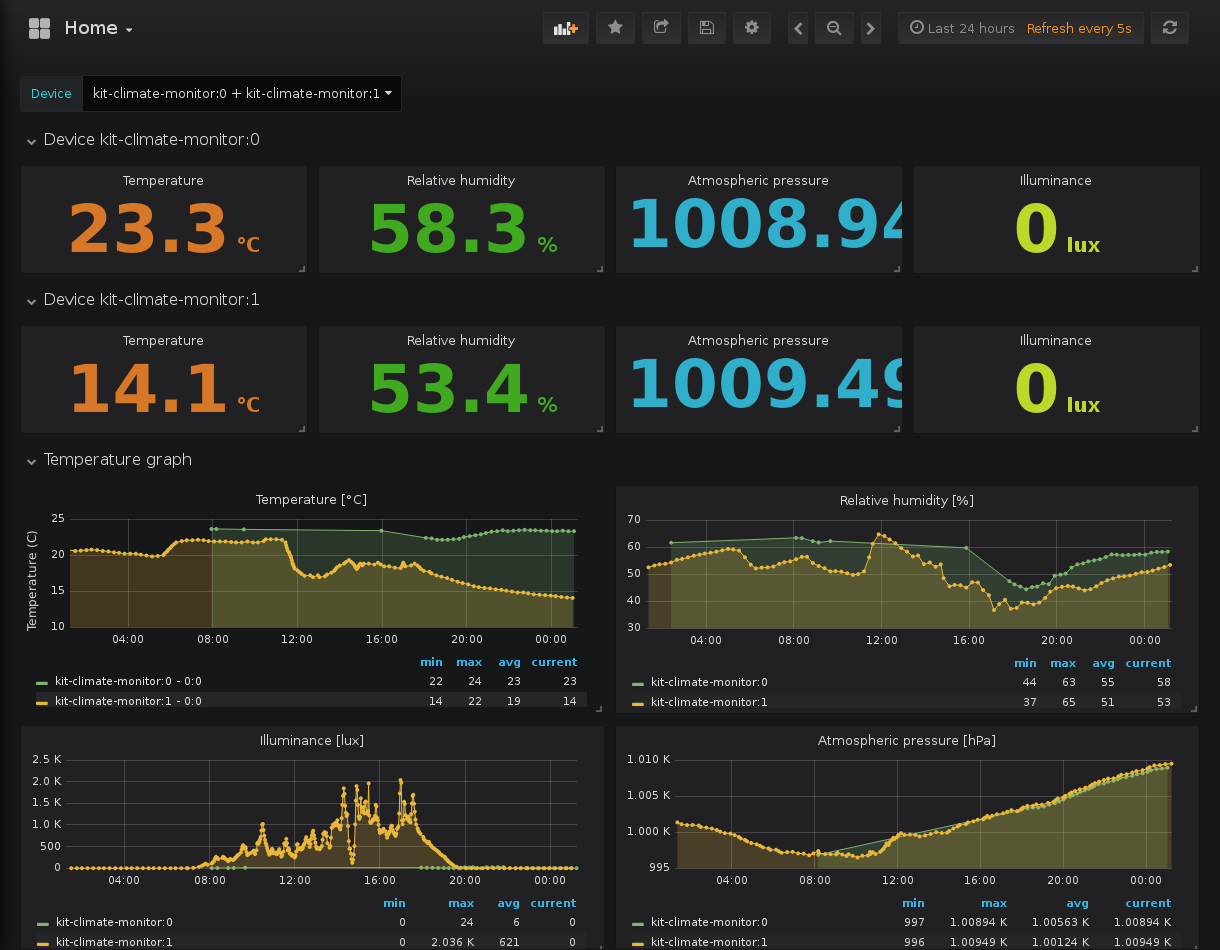 Home
Last 24 hours Refresh every 5s
Device kit-climate-monitor:0 + kit-climate-monitor:1
Device kit-climate-monitor:0
Temperature Relative humidity Atmospheric pressure Illuminance
23.3 °C 58.3 % 1008.94 0 lux
Device kit-climate-monitor:1
Temperature Relative humidity Atmospheric pressure Illuminance
14.1 °C 53.4 % 1009.49 0 lux
Temperature graph
Temperature [°C]
Temperature (C)
25
20
15
10
04:00 08:00 12:00 16:00 20:00 00:00
min max avg current
kit-climate-monitor:0 - 0:0 22 24 23 23
kit-climate-monitor:1 - 0:0 14 22 19 14
Relative humidity [%]
70
60
50
40
30
04:00 08:00 12:00 16:00 20:00 00:00
min max avg current
kit-climate-monitor:0 44 63 55 58
kit-climate-monitor:1 37 65 51 53
Illuminance [lux]
2.5 K
2.0 K
1.5 K
1.0 K
500
0
04:00 08:00 12:00 16:00 20:00 00:00
min max avg current
kit-climate-monitor:0 0 24 6 0
kit-climate-monitor:1 0 2.036 K 621 0
Atmospheric pressure [hPa]
1.010 K
1.005 K
1.000 K
995
04:00 08:00 12:00 16:00 20:00 00:00
min max avg current
kit-climate-monitor:0 997 1.00894 K 1.00563 K 1.00894 K
kit-climate-monitor:1 996 1.00949 K 1.00124 K 1.00949 K